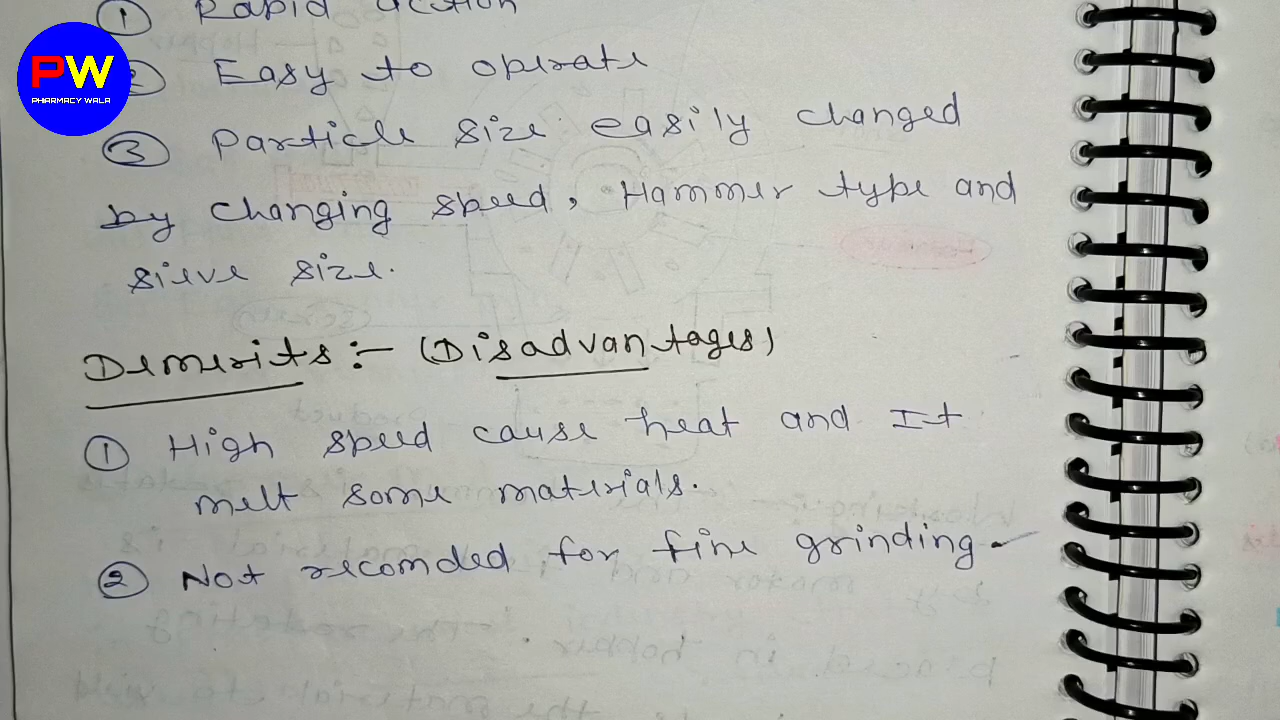 ① Rapid action
PW
PHARMACY WALA
② Easy to operate
③ Particle size easily changed
by changing speed, Hammer type and
sieve size.
Demerits :- (Disadvantages)
① High speed cause heat and It
melt some materials.
② Not recomded for fine grinding.